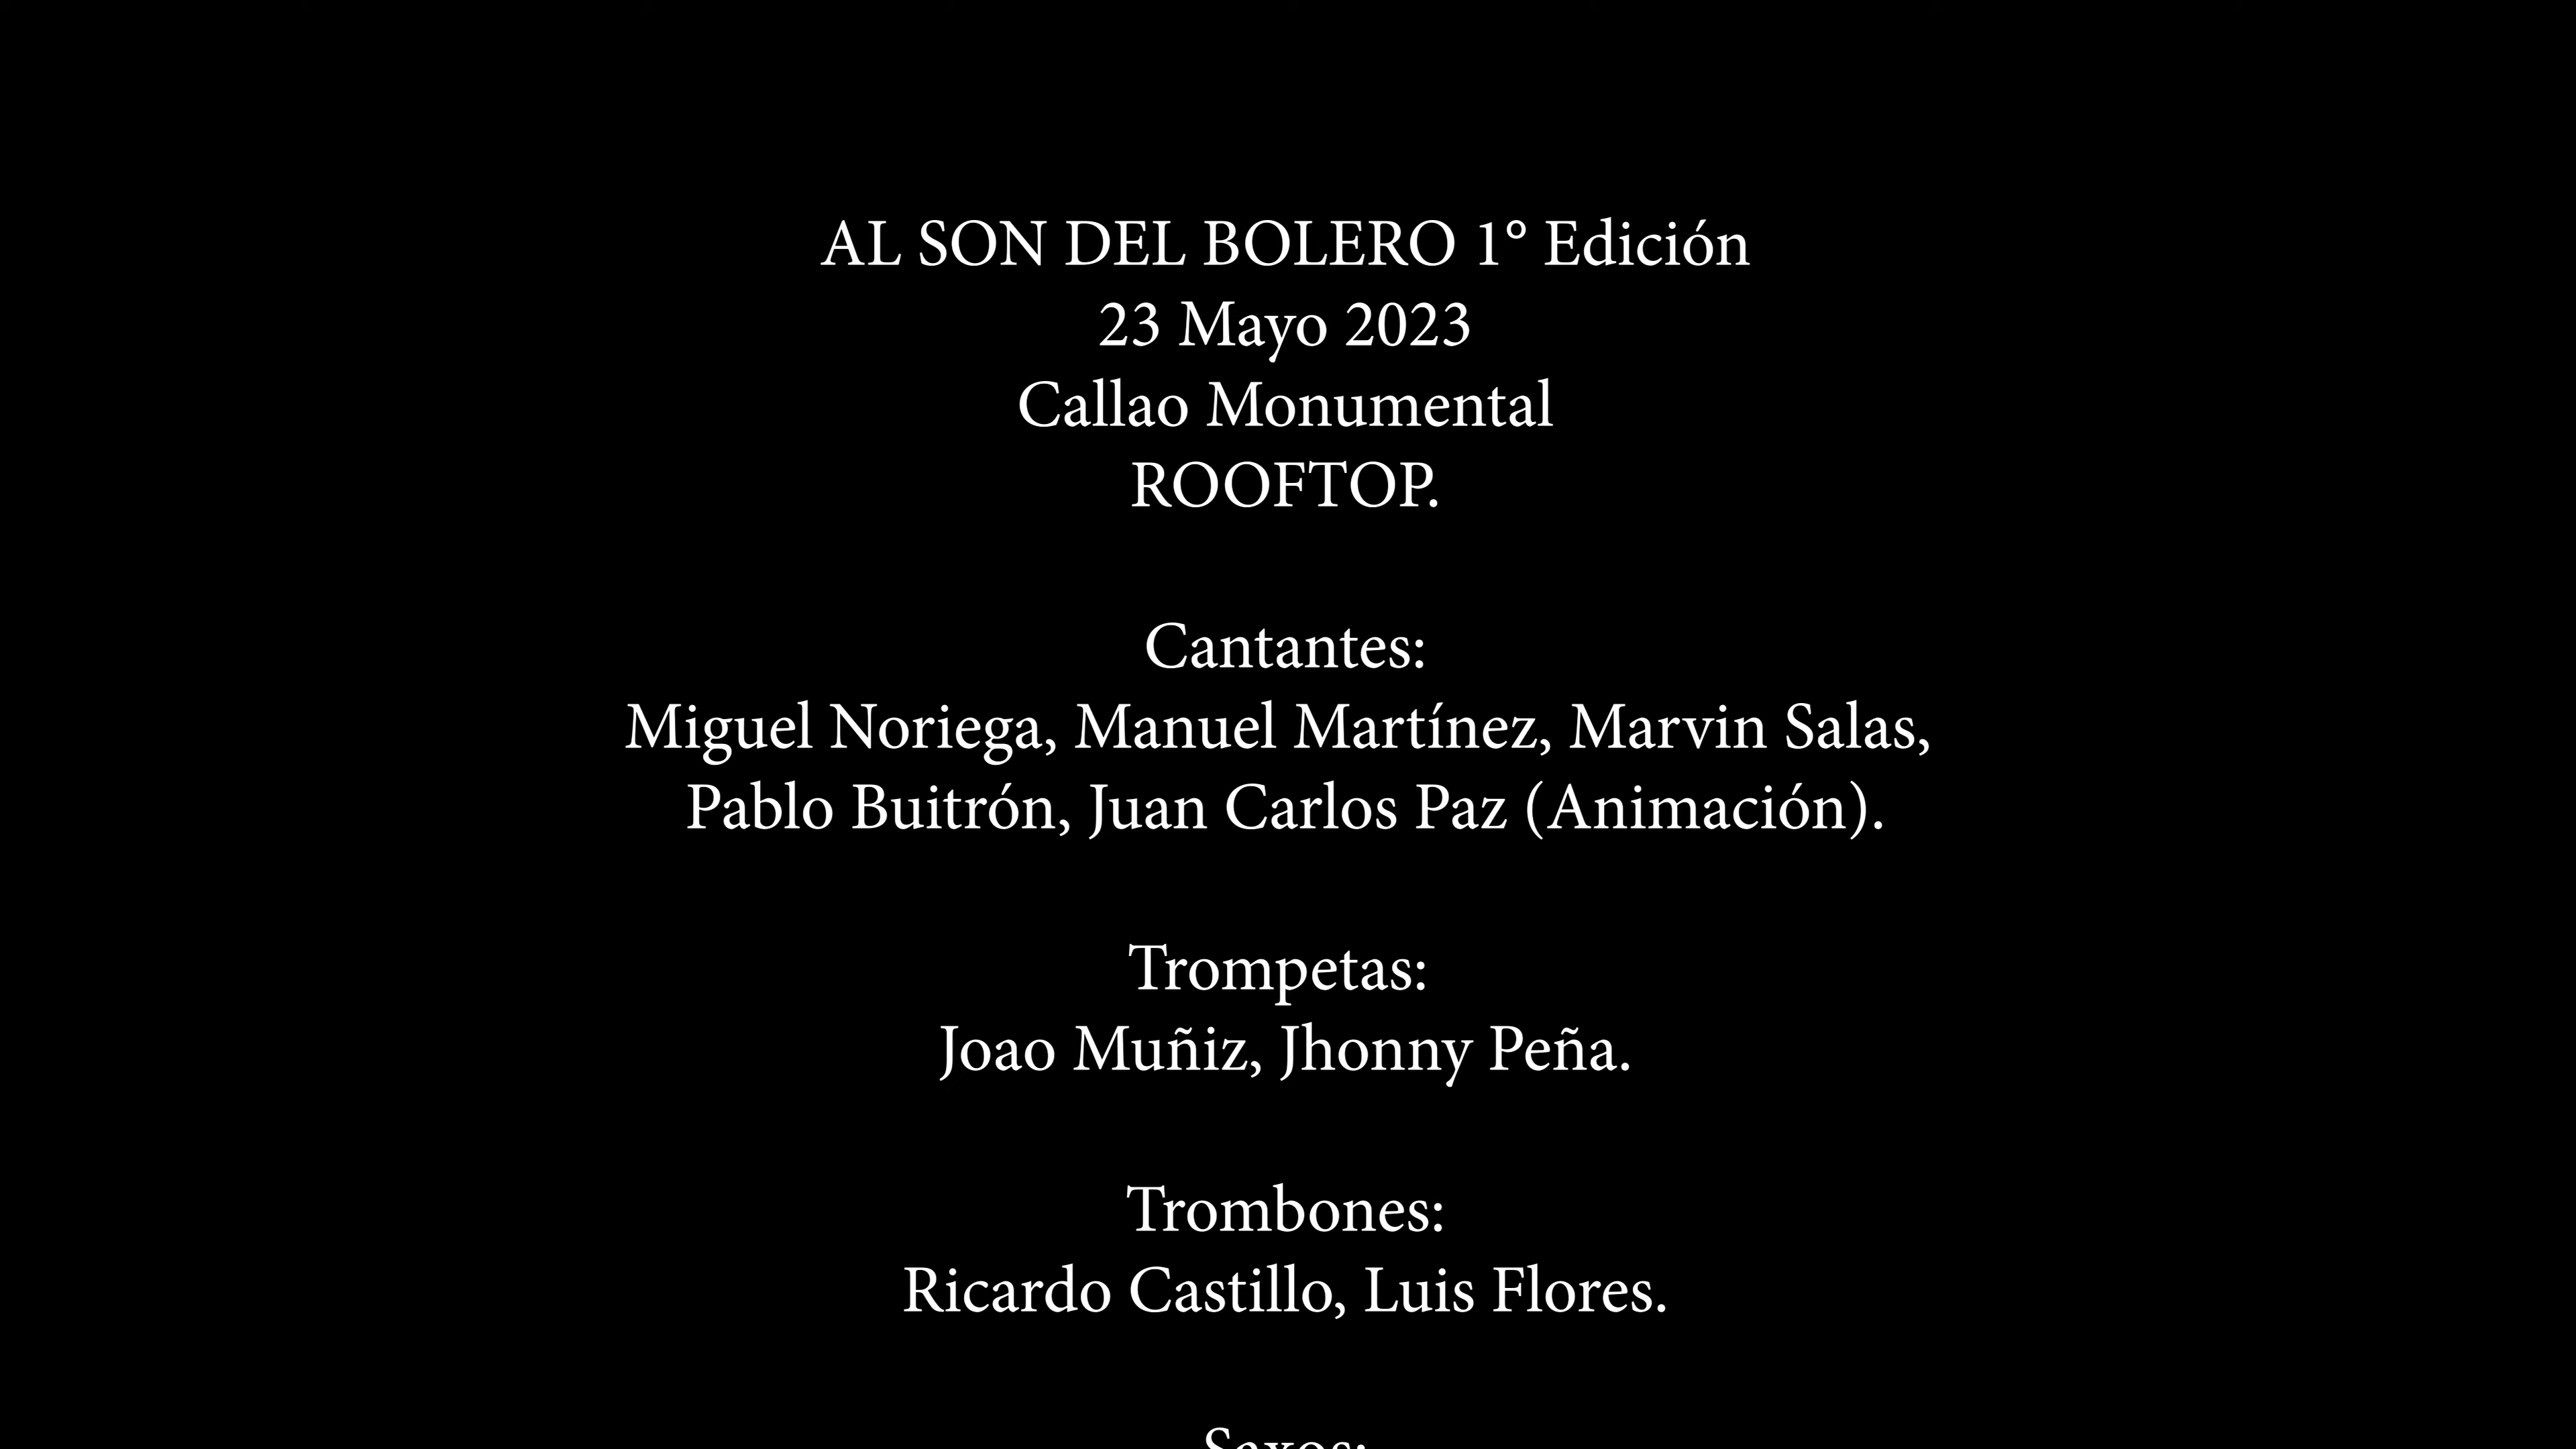 AL SON DEL BOLERO 1° Edición
23 Mayo 2023
Callao Monumental
ROOFTOP.
Cantantes:
Miguel Noriega, Manuel Martínez, Marvin Salas,
Pablo Buitrón, Juan Carlos Paz (Animación).
Trompetas:
Joao Muñiz, Jhonny Peña.
Trombones:
Ricardo Castillo, Luis Flores.
Saxos: